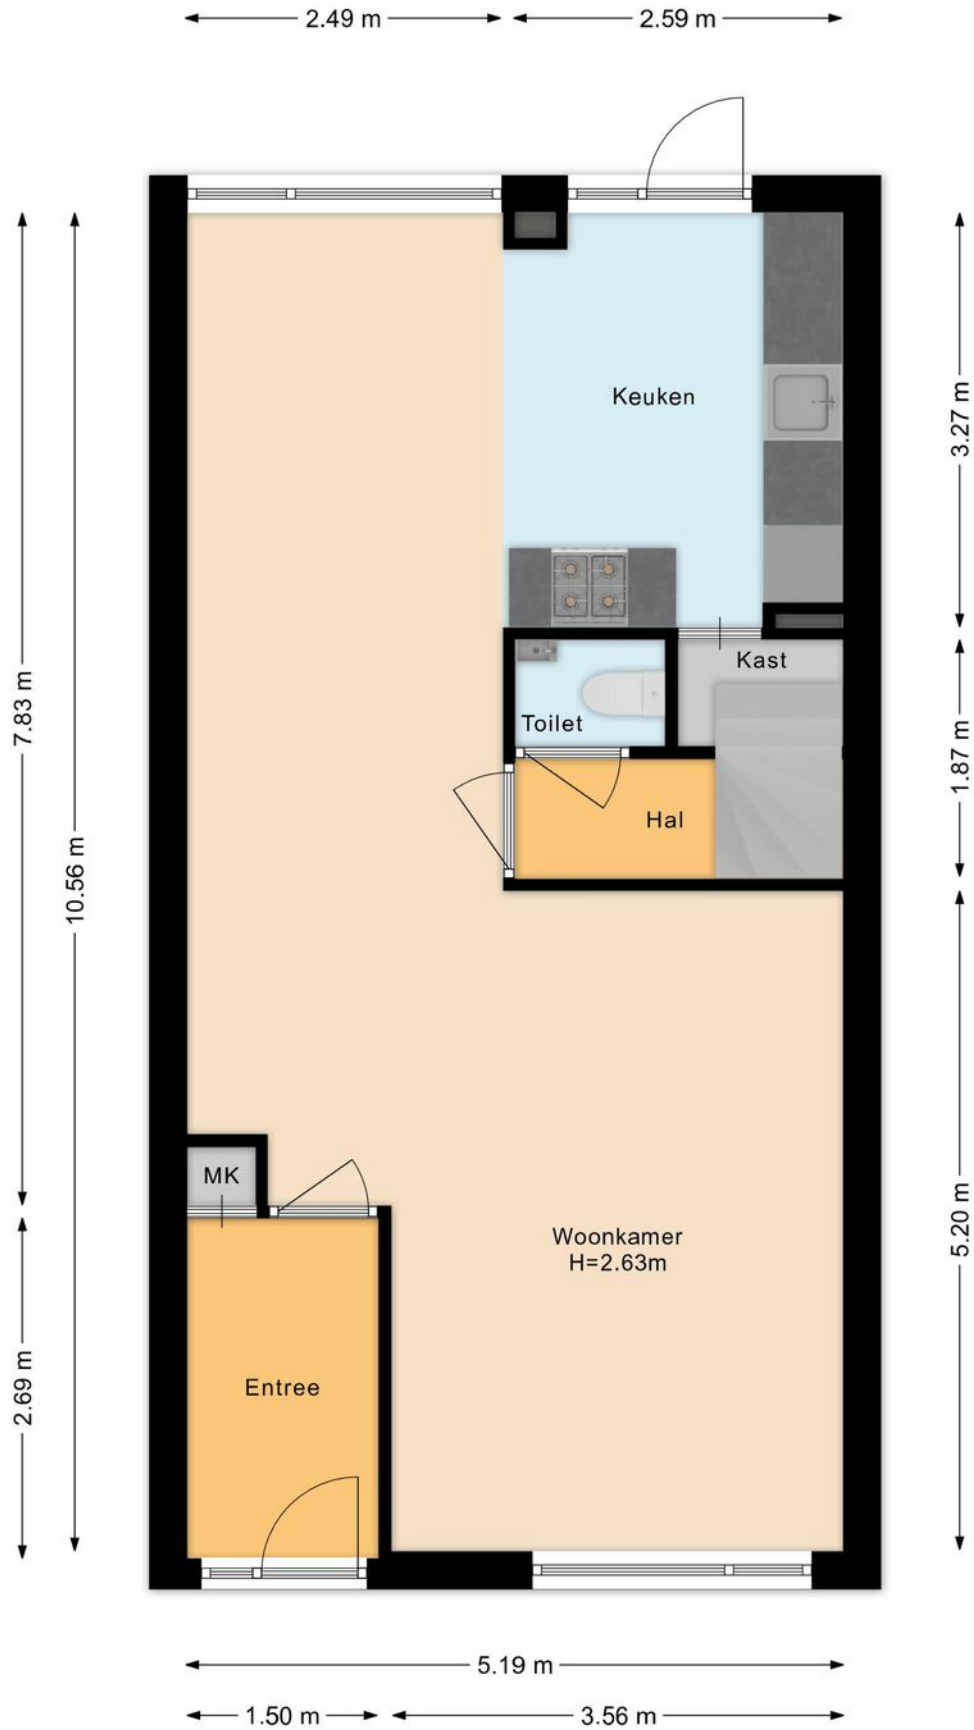 2.49 m
2.59 m
Keuken
3.27 m
Kast
7.83 m
Toilet
1.87 m
Hal
10.56 m
MK
5.20 m
Woonkamer
H=2.63m
Entree
2.69 m
5.19 m
1.50 m
3.56 m